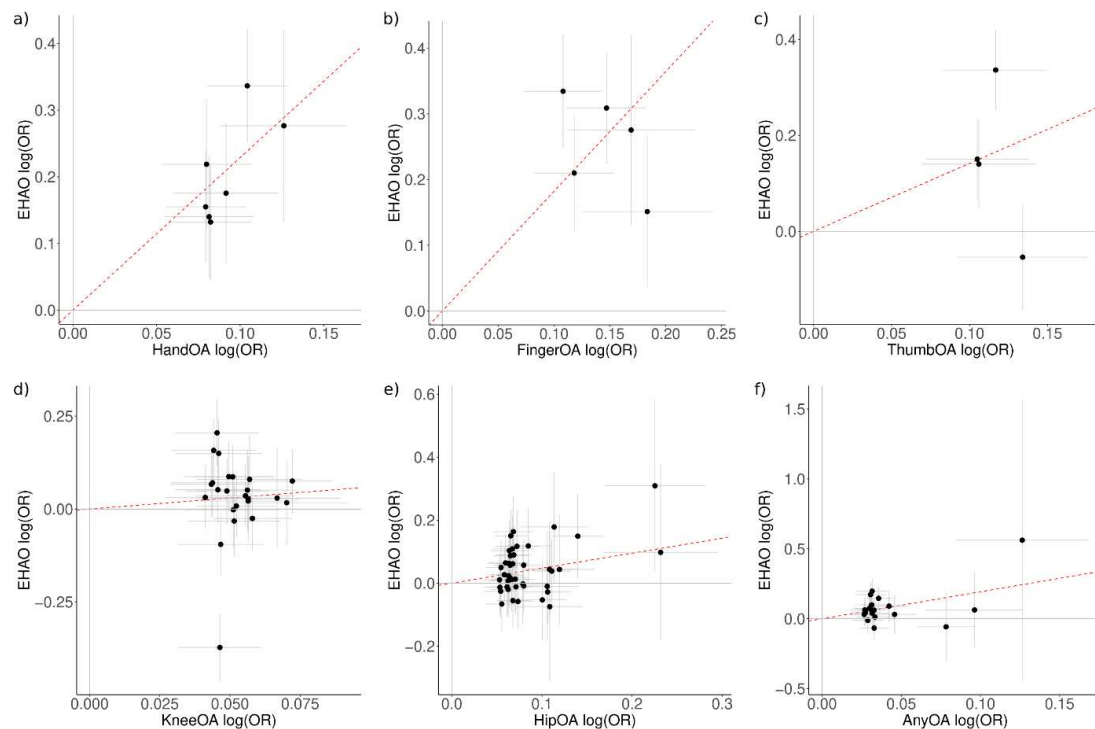 a)
EHAO log(OR)
0.4
0.3
0.2
0.1
0.0
0.00 0.05 0.10 0.15
HandOA log(OR)
b)
EHAO log(OR)
0.4
0.3
0.2
0.1
0.0
0.00 0.05 0.10 0.15 0.20 0.25
FingerOA log(OR)
c)
EHAO log(OR)
0.4
0.2
0.0
0.00 0.05 0.10 0.15
ThumbOA log(OR)
d)
EHAO log(OR)
0.25
0.00
−0.25
0.000 0.025 0.050 0.075
KneeOA log(OR)
e)
EHAO log(OR)
0.6
0.4
0.2
0.0
−0.2
0.0 0.1 0.2 0.3
HipOA log(OR)
f)
EHAO log(OR)
1.5
1.0
0.5
0.0
−0.5
0.00 0.05 0.10 0.15
AnyOA log(OR)